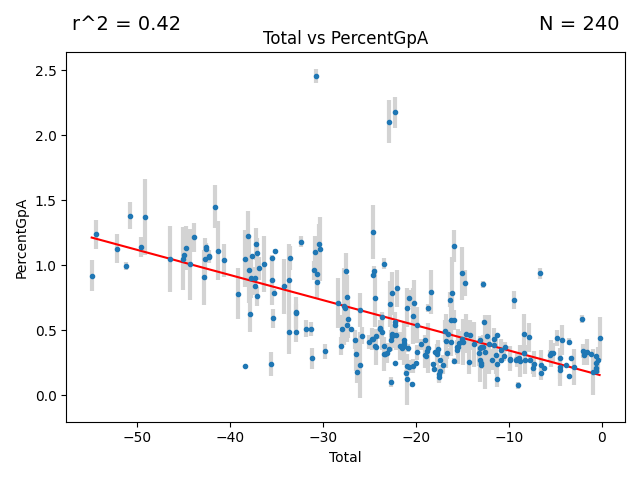 r^2 = 0.42
N = 240
Total vs PercentGpA
2.5
2.0
1.5
1.0
0.5
0.0
PercentGpA
−50
−40
−30
−20
−10
0
Total